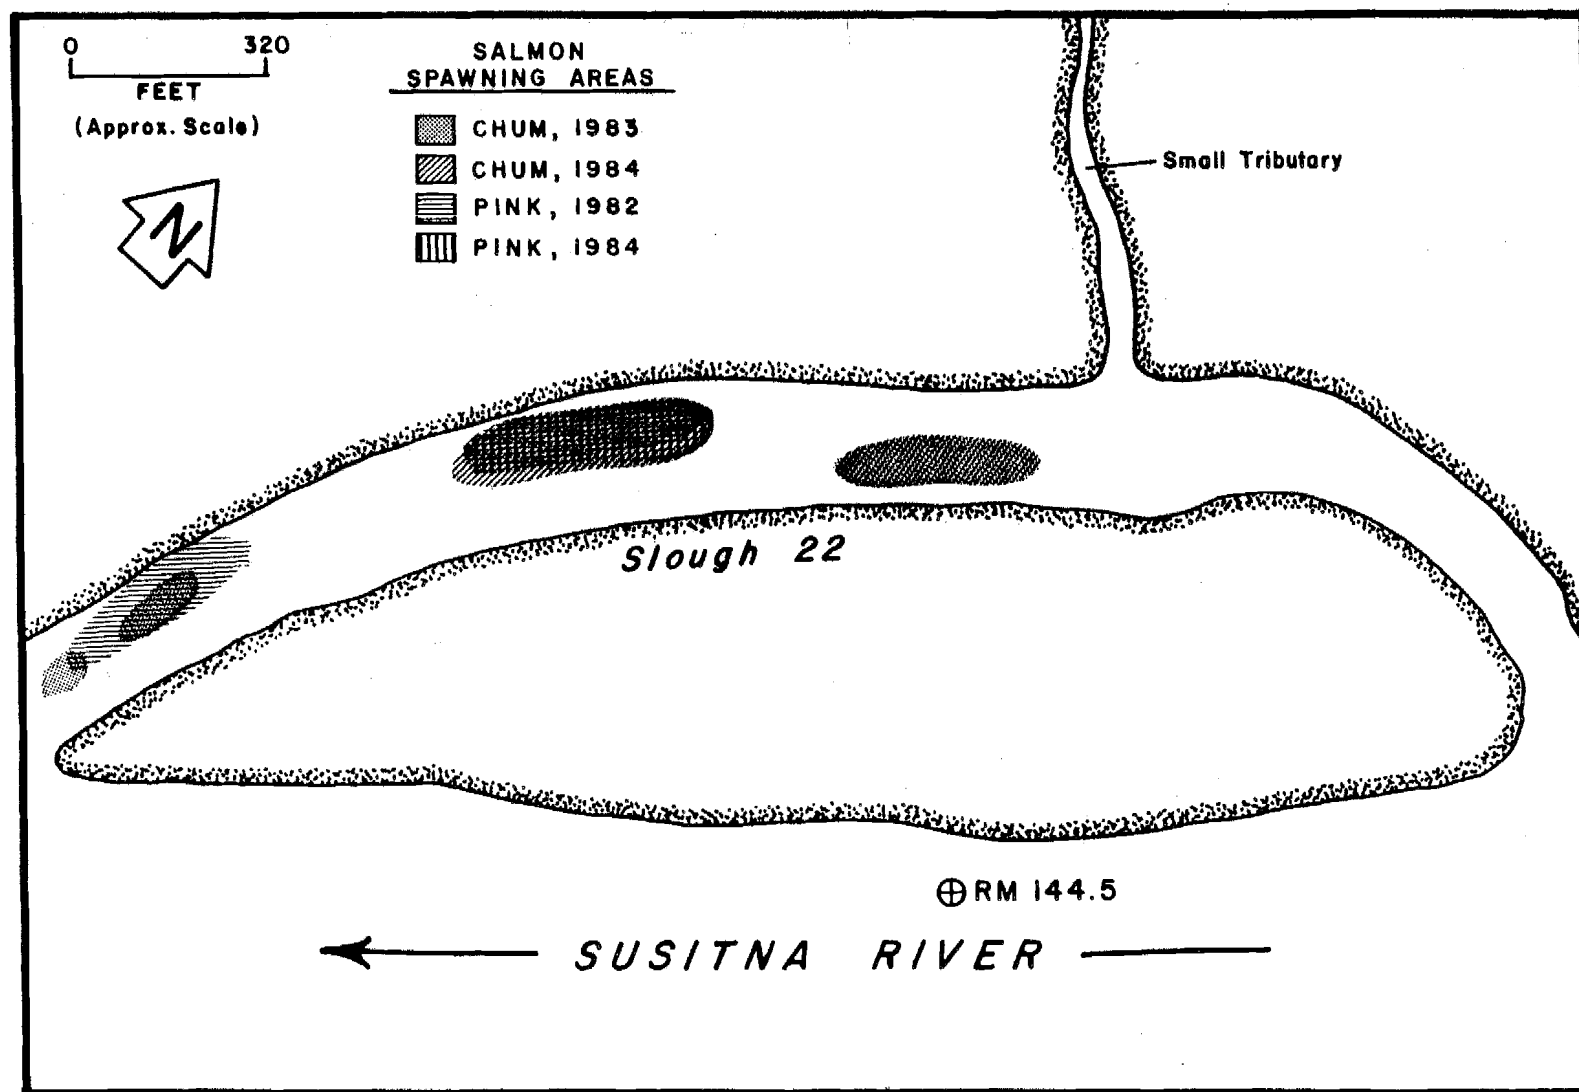 0 320
FEET
(Approx. Scale)
N
SALMON
SPAWNING AREAS
CHUM, 1983
CHUM, 1984
PINK, 1982
PINK, 1984
Small Tributary
Slough 22
RM 144.5
SUSITNA RIVER